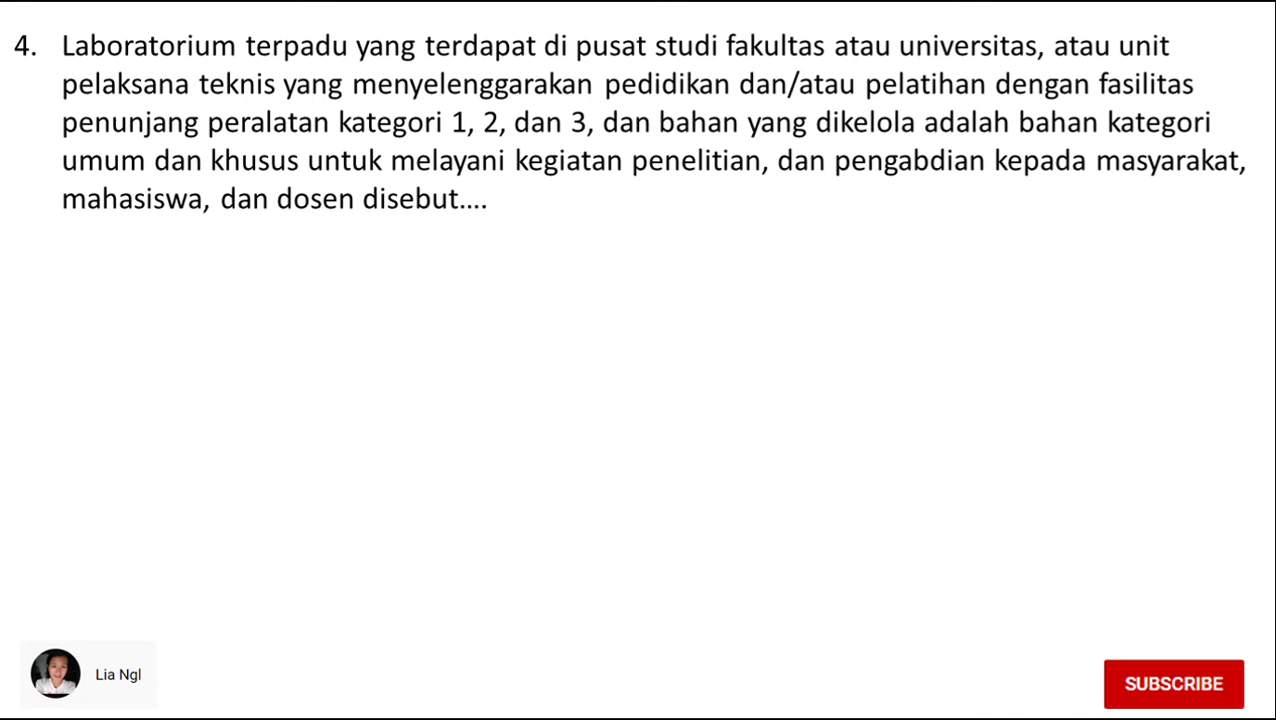 4. Laboratorium terpadu yang terdapat di pusat studi fakultas atau universitas, atau unit
pelaksana teknis yang menyelenggarakan pedidikan dan/atau pelatihan dengan fasilitas
penunjang peralatan kategori 1, 2, dan 3, dan bahan yang dikelola adalah bahan kategori
umum dan khusus untuk melayani kegiatan penelitian, dan pengabdian kepada masyarakat,
mahasiswa, dan dosen disebut....
Lia Ngl
SUBSCRIBE